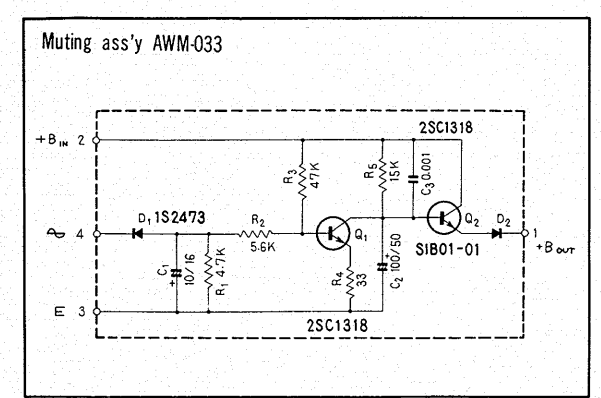 Muting ass'y AWM-033
2SC1318
+B IN 2
R3
47K
R5
15K
C3 0.001
D1 1S2473
R2
5.6K
Q1
Q2
D2
4
1
+B OUT
S1B01-01
C1
10/16
+
R1 4.7K
R4
33
C2 100/50
+
E 3
2SC1318